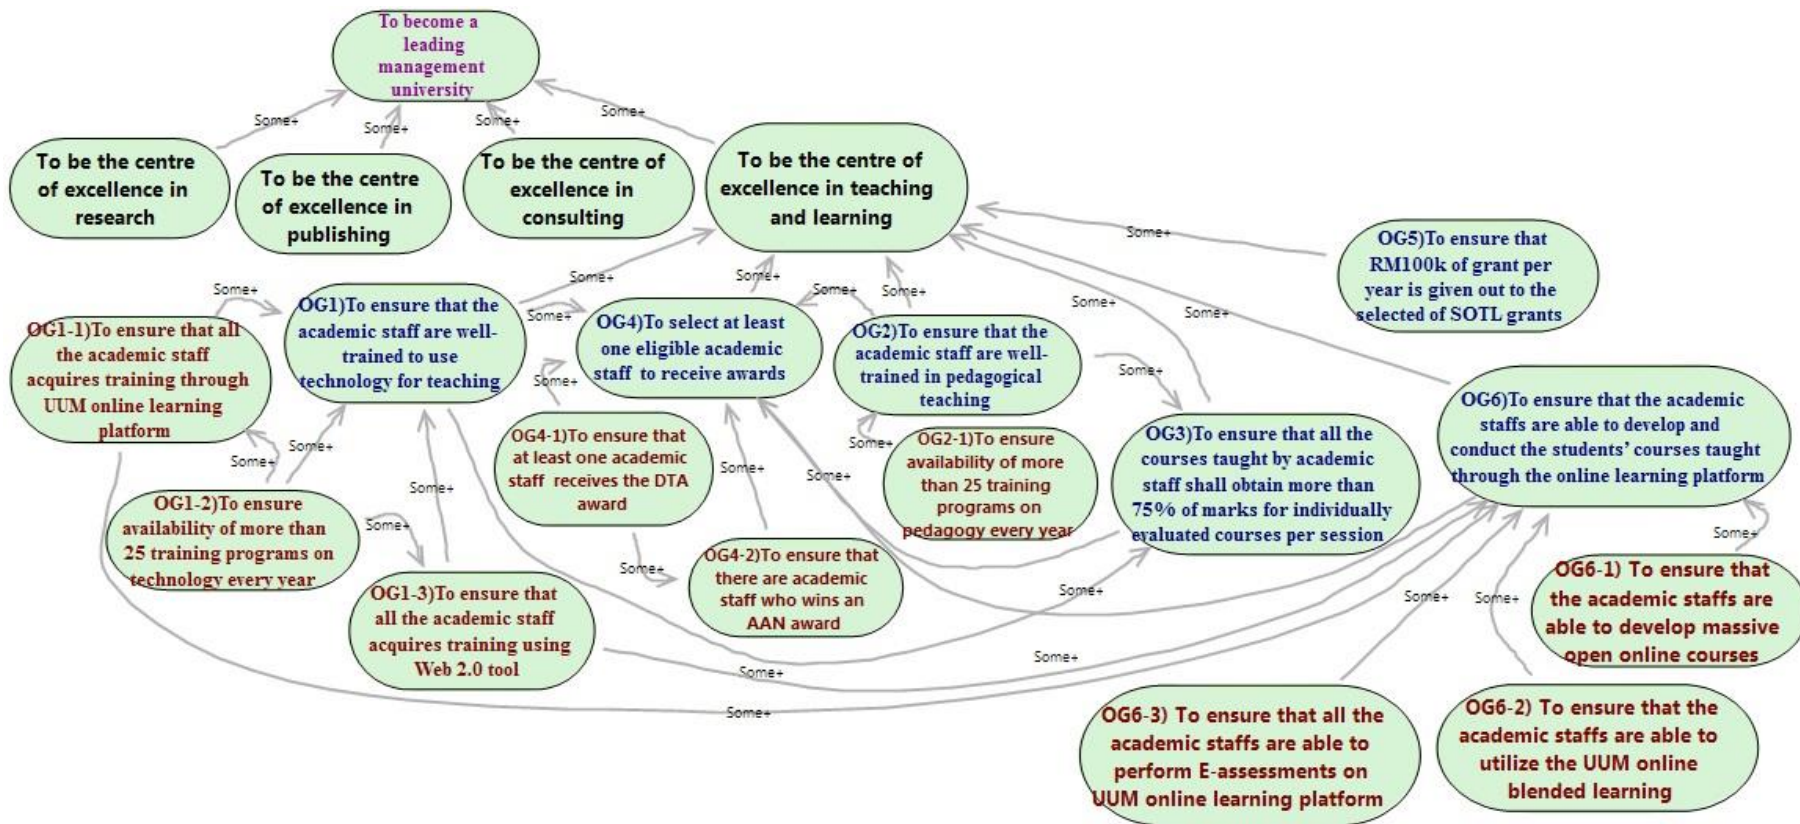 To become a
leading
management
university
Some+
Some+
Some+
Some+
To be the centre
of excellence in
research
To be the centre
of excellence in
publishing
To be the centre of
excellence in
consulting
To be the centre of
excellence in teaching
and learning
Some+
Some+
Some+
Some+
Some+
Some+
Some+
Some+
Some+
OG5)To ensure that
RM100k of grant per
year is given out to the
selected of SOTL grants
OG1-1)To ensure that all
the academic staff
acquires training through
UUM online learning
platform
OG1)To ensure that the
academic staff are well-
trained to use
technology for teaching
Some+
OG4)To select at least
one eligible academic
staff to receive awards
OG2)To ensure that the
academic staff are well-
trained in pedagogical
teaching
Some+
Some+
OG6)To ensure that the academic
staffs are able to develop and
conduct the students' courses taught
through the online learning platform
Some+
Some+
Some+
Some+
Some+
Some+
OG4-1)To ensure that
at least one academic
staff receives the DTA
award
OG2-1)To ensure
availability of more
than 25 training
programs on
pedagogy every year
OG3)To ensure that all the
courses taught by academic
staff shall obtain more than
75% of marks for individually
evaluated courses per session
OG1-2)To ensure
availability of more than
25 training programs on
technology every year
Some+
Some+
Some+
OG4-2)To ensure that
there are academic
staff who wins an
AAN award
OG1-3)To ensure that
all the academic staff
acquires training using
Web 2.0 tool
Some+
Some+
Some+
OG6-1) To ensure that
the academic staffs are
able to develop massive
open online courses
Some+
Some+
Some+
OG6-3) To ensure that all the
academic staffs are able to
perform E-assessments on
UUM online learning platform
OG6-2) To ensure that the
academic staffs are able to
utilize the UUM online
blended learning